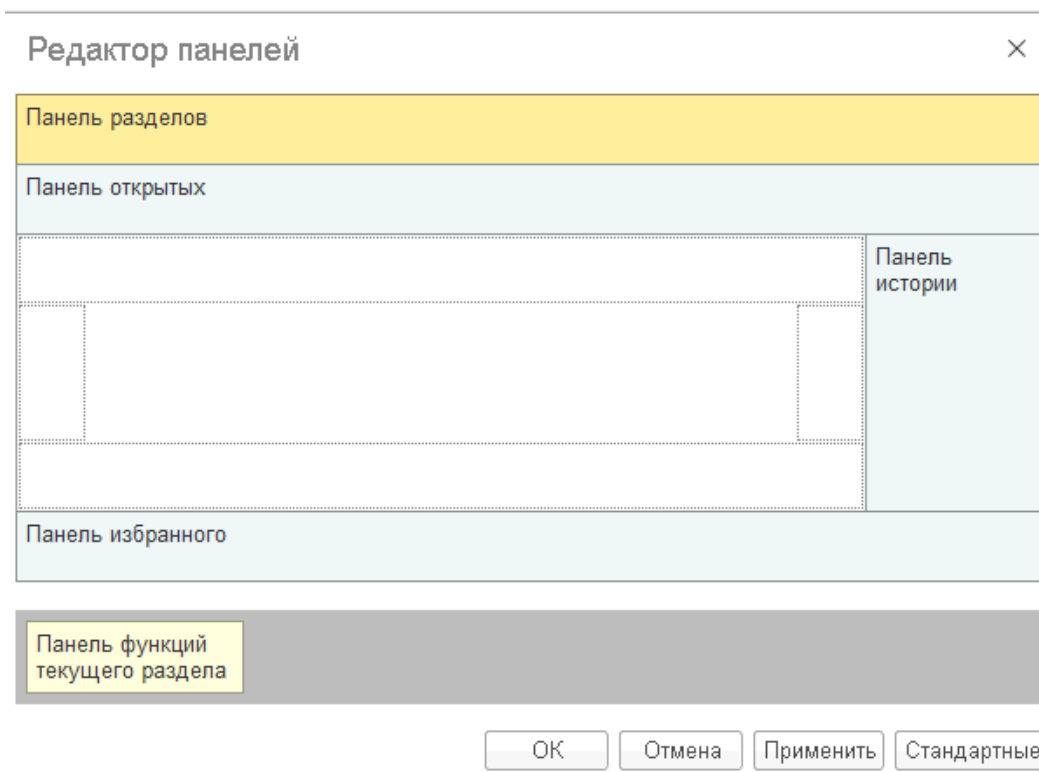 Редактор панелей
Панель разделов
Панель открытых
Панель
истории
Панель избранного
Панель функций
текущего раздела
ОК
Отмена
Применить
Стандартные